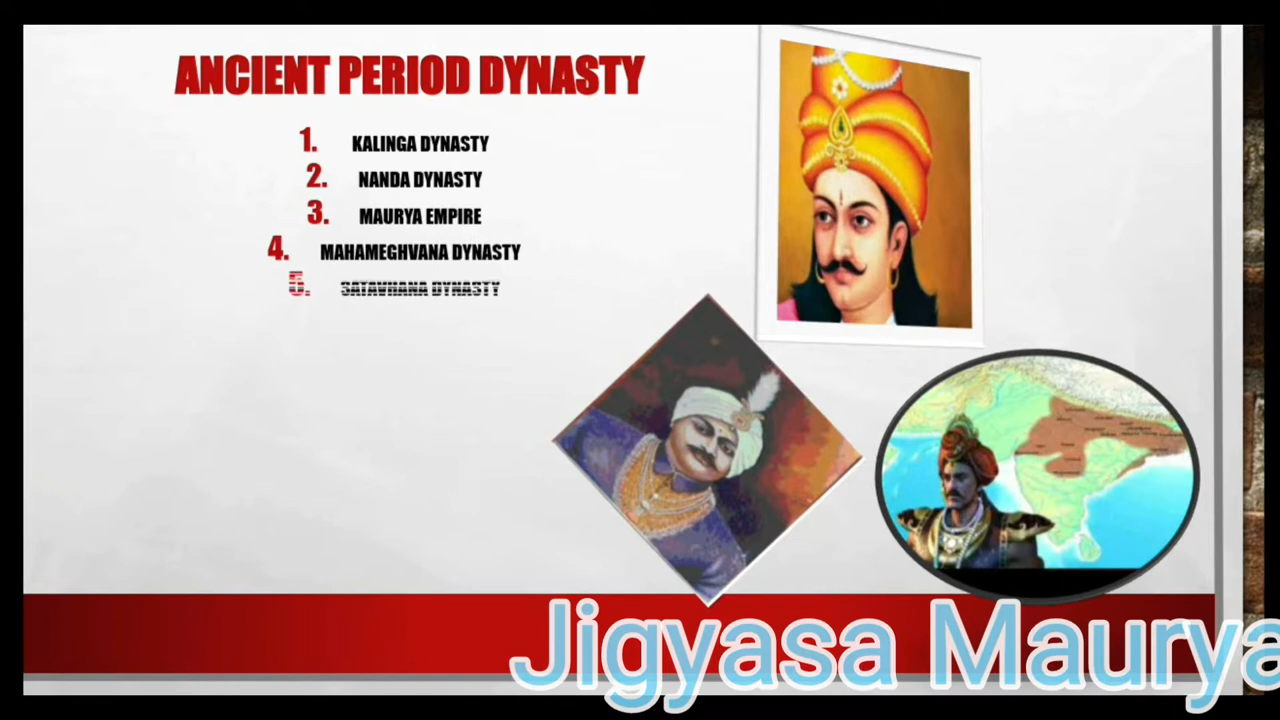 ANCIENT PERIOD DYNASTY
1. KALINGA DYNASTY
2. NANDA DYNASTY
3. MAURYA EMPIRE
4. MAHAMEGHVANA DYNASTY
5. SATAVHANA DYNASTY
Jigyasa Maurya